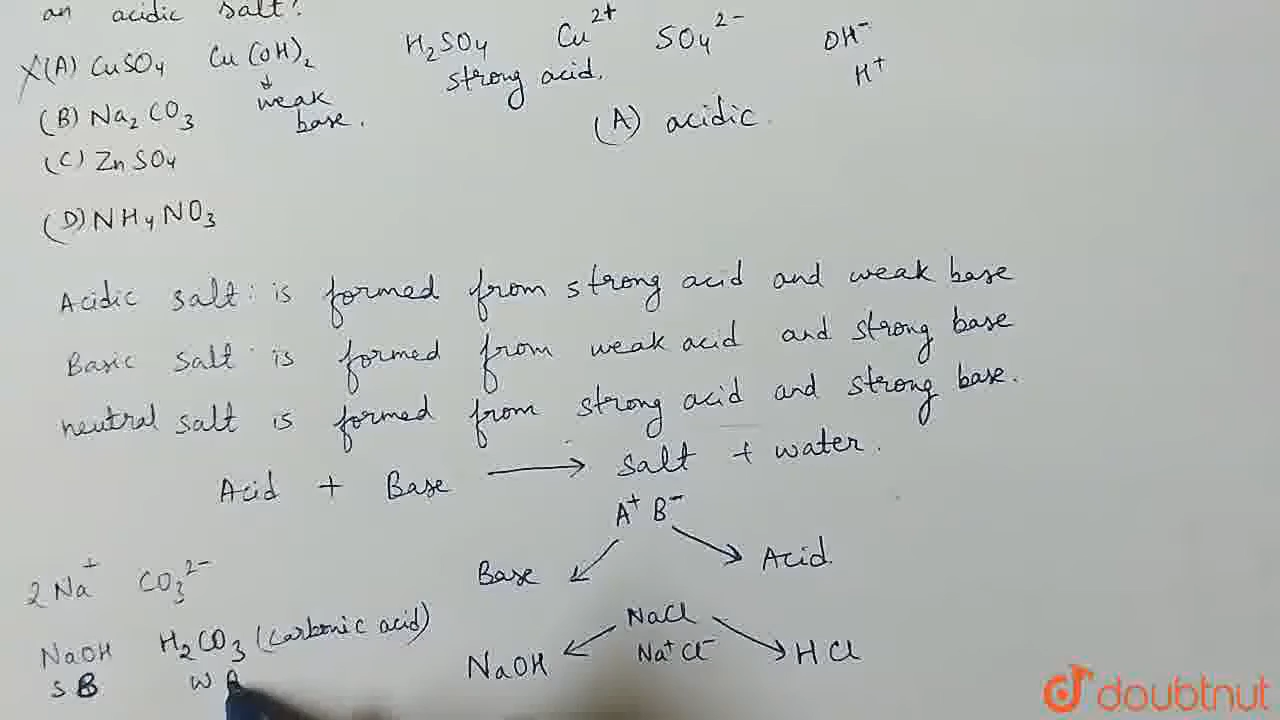 an acidic salt?
X(A) CuSO4 Cu(OH)2 H2SO4 Cu2+ SO4 2- OH-
↓ weak base. strong acid. H+
(B) Na2CO3 (A) acidic.
(C) ZnSO4
(D) NH4NO3
Acidic salt: is formed from strong acid and weak base
Basic salt: is formed from weak acid and strong base
neutral salt is formed from strong acid and strong base.
Acid + Base → salt + water.
A+ B-
Base Acid.
2Na+ CO3 2-
NaCl
NaOH H2CO3 (carbonic acid)
Na+Cl-
NaOH HCl
SB WA
doubtnut